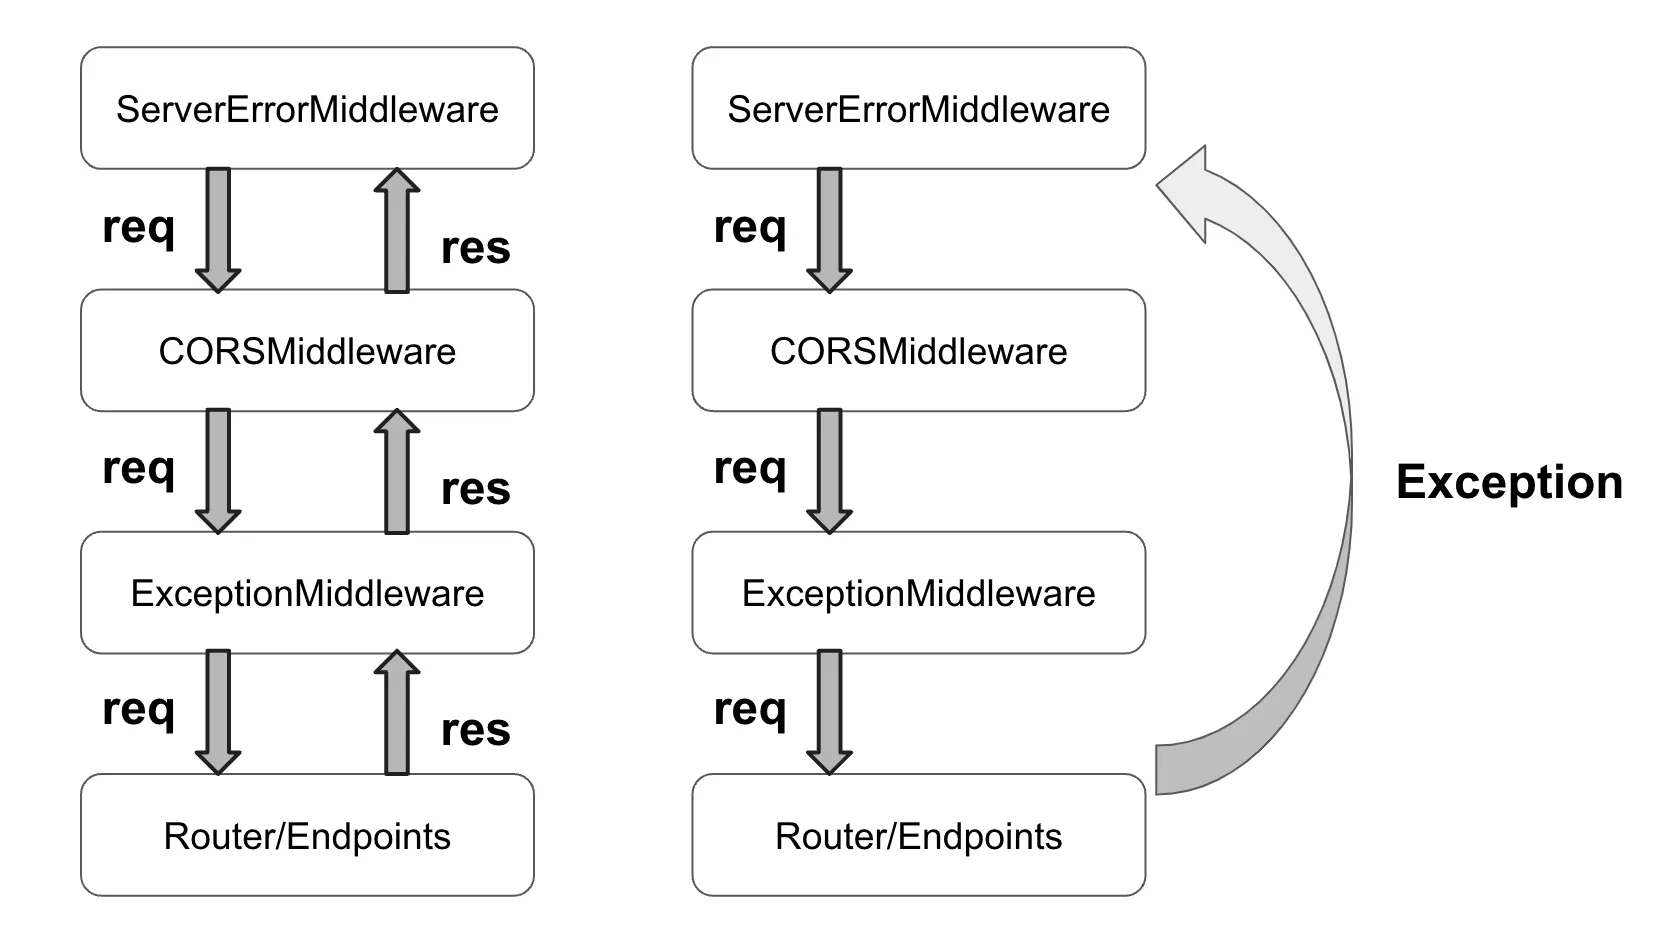 ServerErrorMiddleware
req
res
CORSMiddleware
req
res
ExceptionMiddleware
req
res
Router/Endpoints
ServerErrorMiddleware
req
CORSMiddleware
req
ExceptionMiddleware
req
Router/Endpoints
Exception